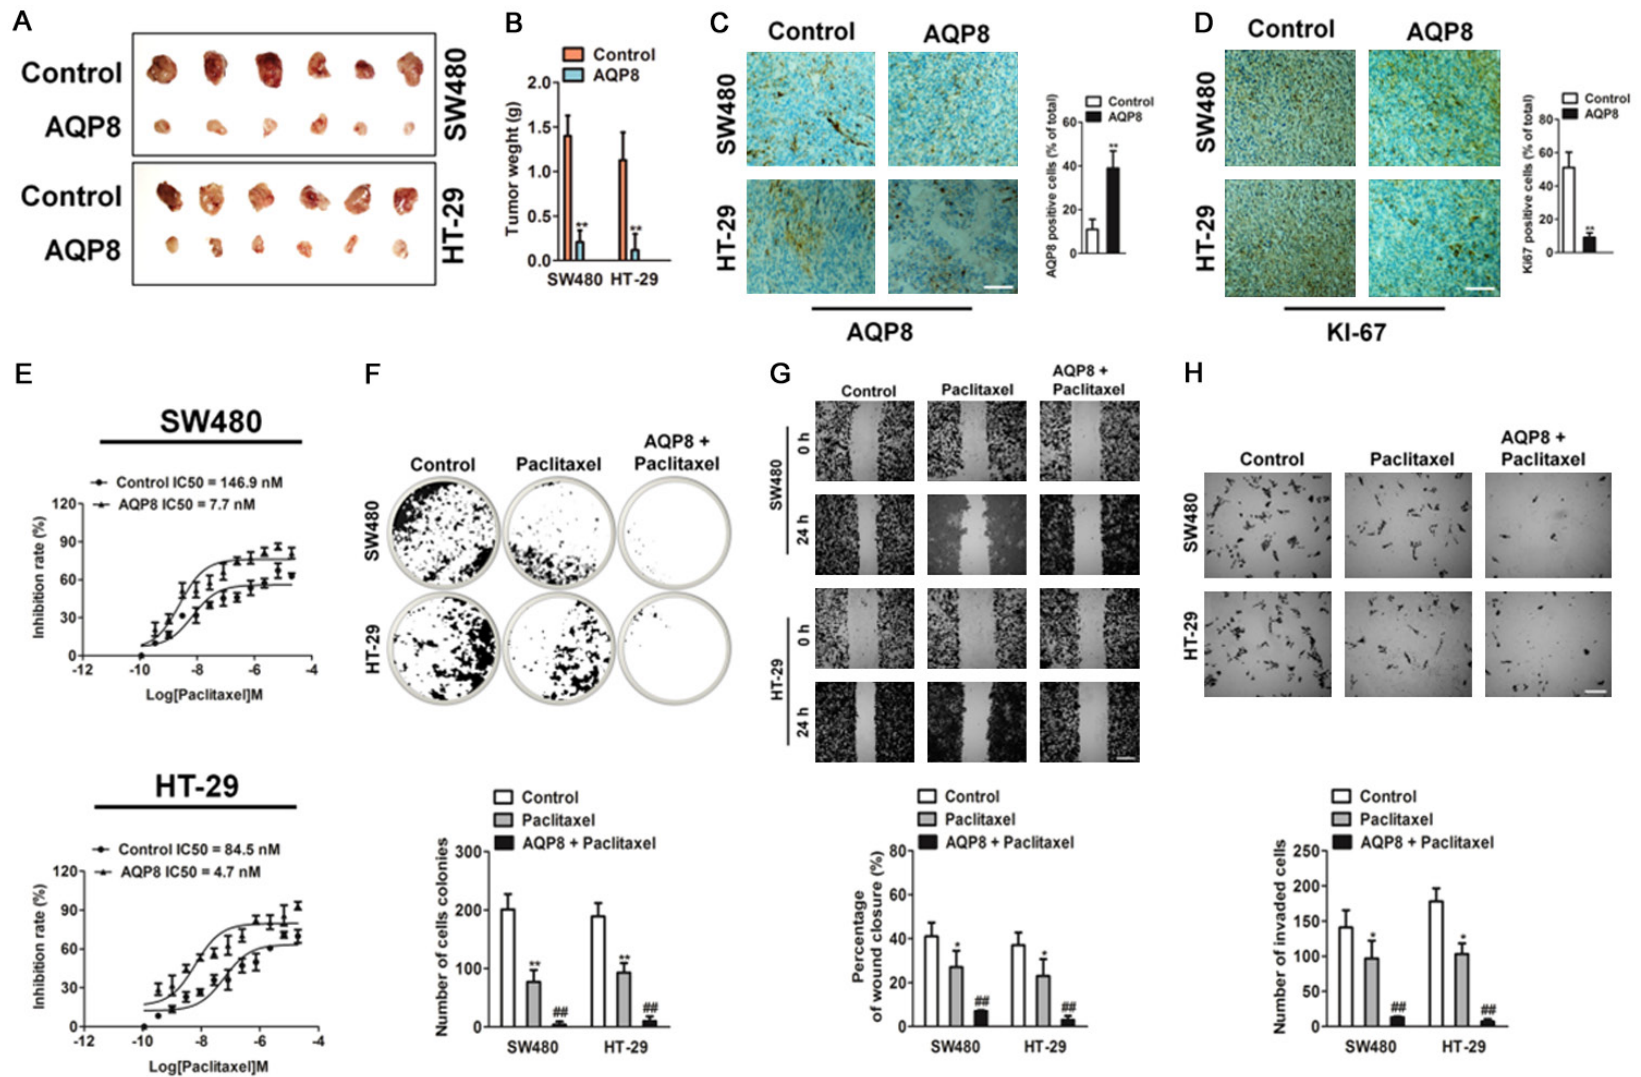 A
Control
AQP8
SW480
Control
AQP8
HT-29
B
Control
AQP8
Tumor weght (g)
2.0
1.5
1.0
0.5
0.0
**
**
SW480 HT-29
C
Control
AQP8
SW480
HT-29
AQP8
Control
AQP8
AQP8 positive cells (% of total)
60
40
20
0
**
D
Control
AQP8
SW480
HT-29
KI-67
Control
AQP8
Ki67 positive cells (% of total)
80
60
40
20
0
**
E
SW480
Control IC50 = 146.9 nM
AQP8 IC50 = 7.7 nM
Inhibition rate (%)
120
90
60
30
0
-12 -10 -8 -6 -4
Log[Paclitaxel]M
HT-29
Control IC50 = 84.5 nM
AQP8 IC50 = 4.7 nM
Inhibition rate (%)
120
90
60
30
0
-12 -10 -8 -6 -4
Log[Paclitaxel]M
F
Control
Paclitaxel
AQP8 +
Paclitaxel
SW480
HT-29
Control
Paclitaxel
AQP8 + Paclitaxel
Number of cells colonies
300
200
100
0
**
##
**
##
SW480 HT-29
G
Control
Paclitaxel
AQP8 +
Paclitaxel
SW480
0 h
24 h
HT-29
0 h
24 h
Control
Paclitaxel
AQP8 + Paclitaxel
Percentage
of wound closure (%)
80
60
40
20
0
*
##
*
##
SW480 HT-29
H
Control
Paclitaxel
AQP8 +
Paclitaxel
SW480
HT-29
Control
Paclitaxel
AQP8 + Paclitaxel
Number of invaded cells
250
200
150
100
50
0
*
##
*
##
SW480 HT-29